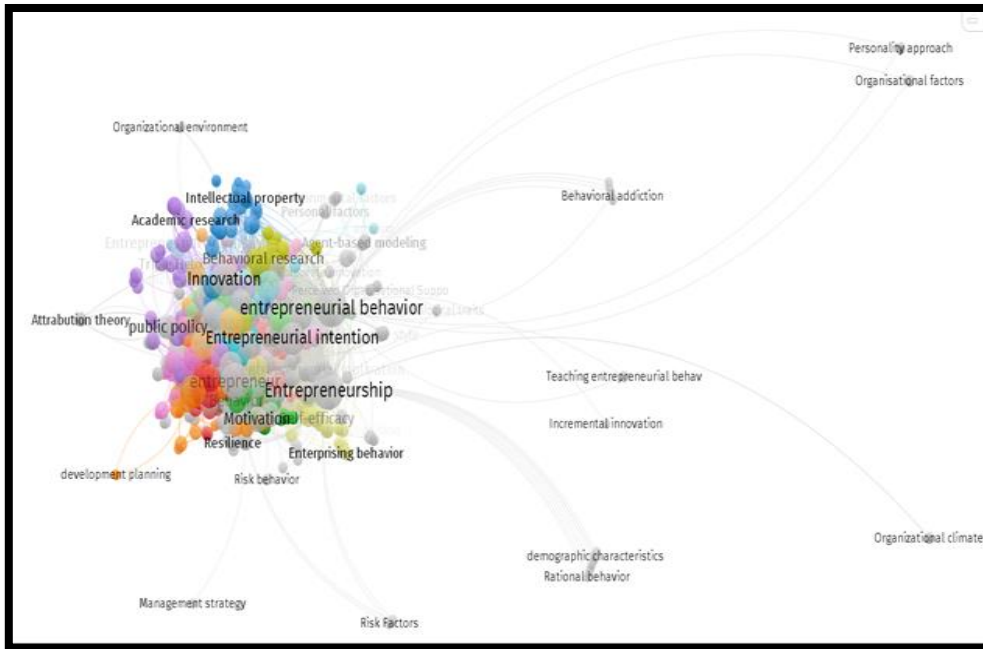 Personality approach
Organisational factors
Organizational environment
Behavioral addiction
Intellectual property
Personal factors
Academic research
Agent-based modeling
Behavioral research
Innovation
entrepreneurial behavior
Attrabution theory
public policy
Entrepreneurial intention
Teaching entrepreneurial behav
entrepreneur
Entrepreneurship
Motivation
efficacy
Incremental innovation
Resilience
Enterprising behavior
development planning
Risk behavior
Organizational climate
demographic characteristics
Rational behavior
Management strategy
Risk Factors